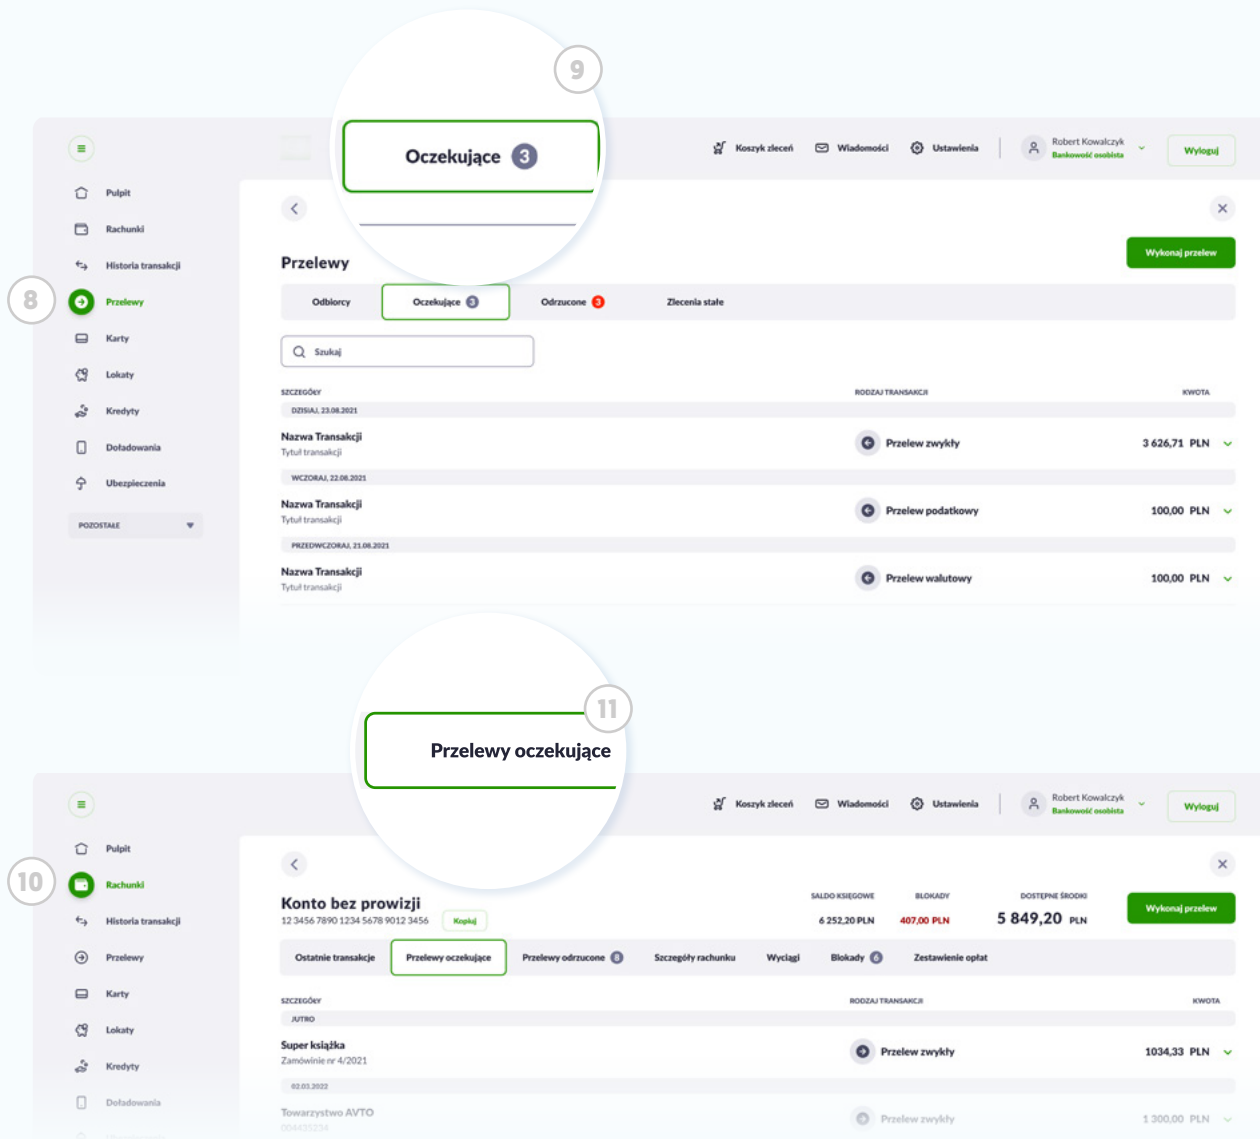 9
Oczekujące 3
Koszyk zleceń Wiadomości Ustawienia Robert Kowalczyk Bankowość osobista Wyloguj
Pulpit
Rachunki
Historia transakcji
8 Przelewy
Karty
Lokaty
Kredyty
Doładowania
Ubezpieczenia
POZOSTAŁE
Przelewy Wykonaj przelew
Odbiorcy Oczekujące 3 Odrzucone 3 Zlecenia stałe
Szukaj
SZCZEGÓŁY RODZAJ TRANSAKCJI KWOTA
DZISIAJ, 23.08.2021
Nazwa Transakcji Przelew zwykły 3 626,71 PLN
Tytuł transakcji
WCZORAJ, 22.08.2021
Nazwa Transakcji Przelew podatkowy 100,00 PLN
Tytuł transakcji
PRZEDWCZORAJ, 21.08.2021
Nazwa Transakcji Przelew walutowy 100,00 PLN
Tytuł transakcji
11
Przelewy oczekujące
Koszyk zleceń Wiadomości Ustawienia Robert Kowalczyk Bankowość osobista Wyloguj
Pulpit
10 Rachunki
Historia transakcji
Przelewy
Karty
Lokaty
Kredyty
Doładowania
Konto bez prowizji SALDO KSIĘGOWE BLOKADY DOSTĘPNE ŚRODKI Wykonaj przelew
12 3456 7890 1234 5678 9012 3456 Kopiuj 6 252,20 PLN 407,00 PLN 5 849,20 PLN
Ostatnie transakcje Przelewy oczekujące Przelewy odrzucone 8 Szczegóły rachunku Wyciągi Blokady 6 Zestawienie opłat
SZCZEGÓŁY RODZAJ TRANSAKCJI KWOTA
JUTRO
Super książka Przelew zwykły 1034,33 PLN
Zamówinie nr 4/2021
02.03.2022
Towarzystwo AVTO Przelew zwykły 1 300,00 PLN
004435234